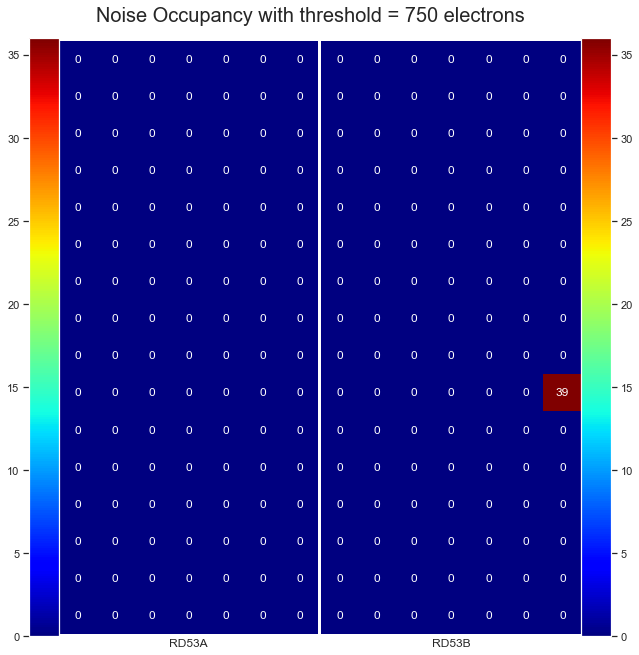 Noise Occupancy with threshold = 750 electrons
35 0 0 0 0 0 0 0 0 0 0 0 0 0 0 35
0 0 0 0 0 0 0 0 0 0 0 0 0 0
30 0 0 0 0 0 0 0 0 0 0 0 0 0 0 30
0 0 0 0 0 0 0 0 0 0 0 0 0 0
25 0 0 0 0 0 0 0 0 0 0 0 0 0 0 25
0 0 0 0 0 0 0 0 0 0 0 0 0 0
0 0 0 0 0 0 0 0 0 0 0 0 0 0
20 0 0 0 0 0 0 0 0 0 0 0 0 0 0 20
0 0 0 0 0 0 0 0 0 0 0 0 0 0
15 0 0 0 0 0 0 0 0 0 0 0 0 0 39 15
0 0 0 0 0 0 0 0 0 0 0 0 0 0
10 0 0 0 0 0 0 0 0 0 0 0 0 0 0 10
0 0 0 0 0 0 0 0 0 0 0 0 0 0
5 0 0 0 0 0 0 0 0 0 0 0 0 0 0 5
0 0 0 0 0 0 0 0 0 0 0 0 0 0
0 0 0 0 0 0 0 0 0 0 0 0 0 0
0 0
RD53A RD53B